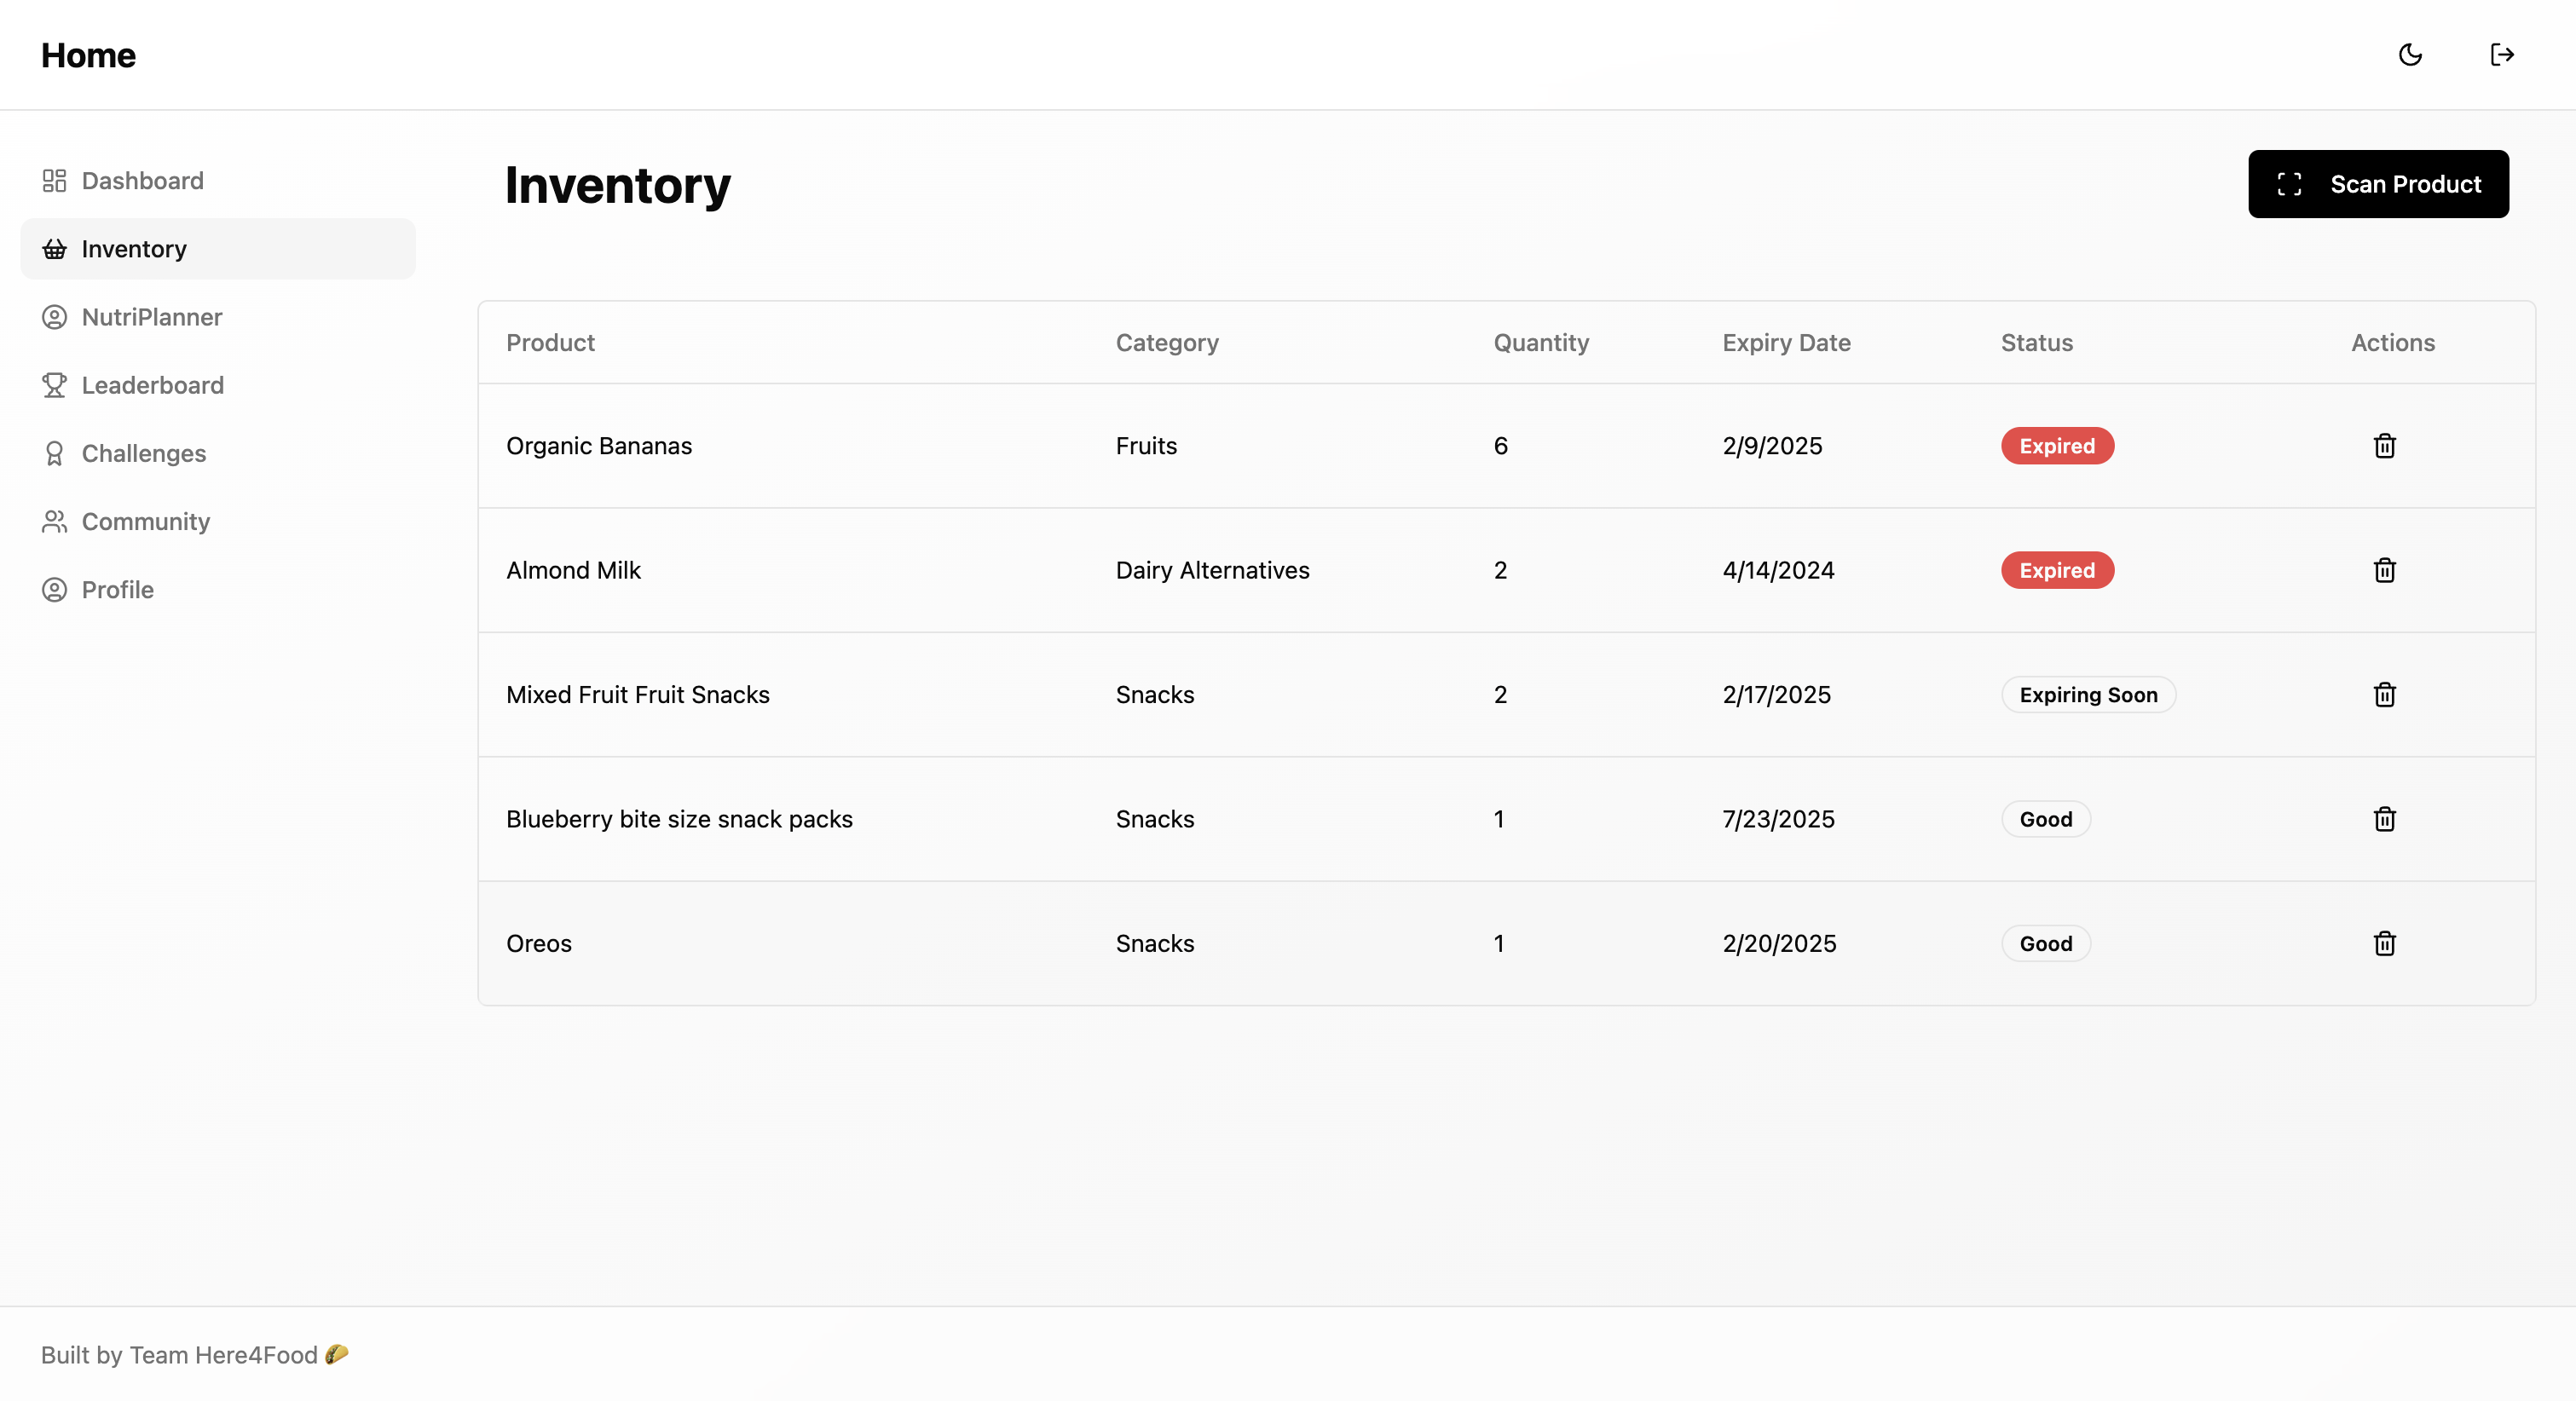 Home
Dashboard
Inventory
NutriPlanner
Leaderboard
Challenges
Community
Profile
Inventory
Scan Product
Product Category Quantity Expiry Date Status Actions
Organic Bananas Fruits 6 2/9/2025 Expired
Almond Milk Dairy Alternatives 2 4/14/2024 Expired
Mixed Fruit Fruit Snacks Snacks 2 2/17/2025 Expiring Soon
Blueberry bite size snack packs Snacks 1 7/23/2025 Good
Oreos Snacks 1 2/20/2025 Good
Built by Team Here4Food 🌮